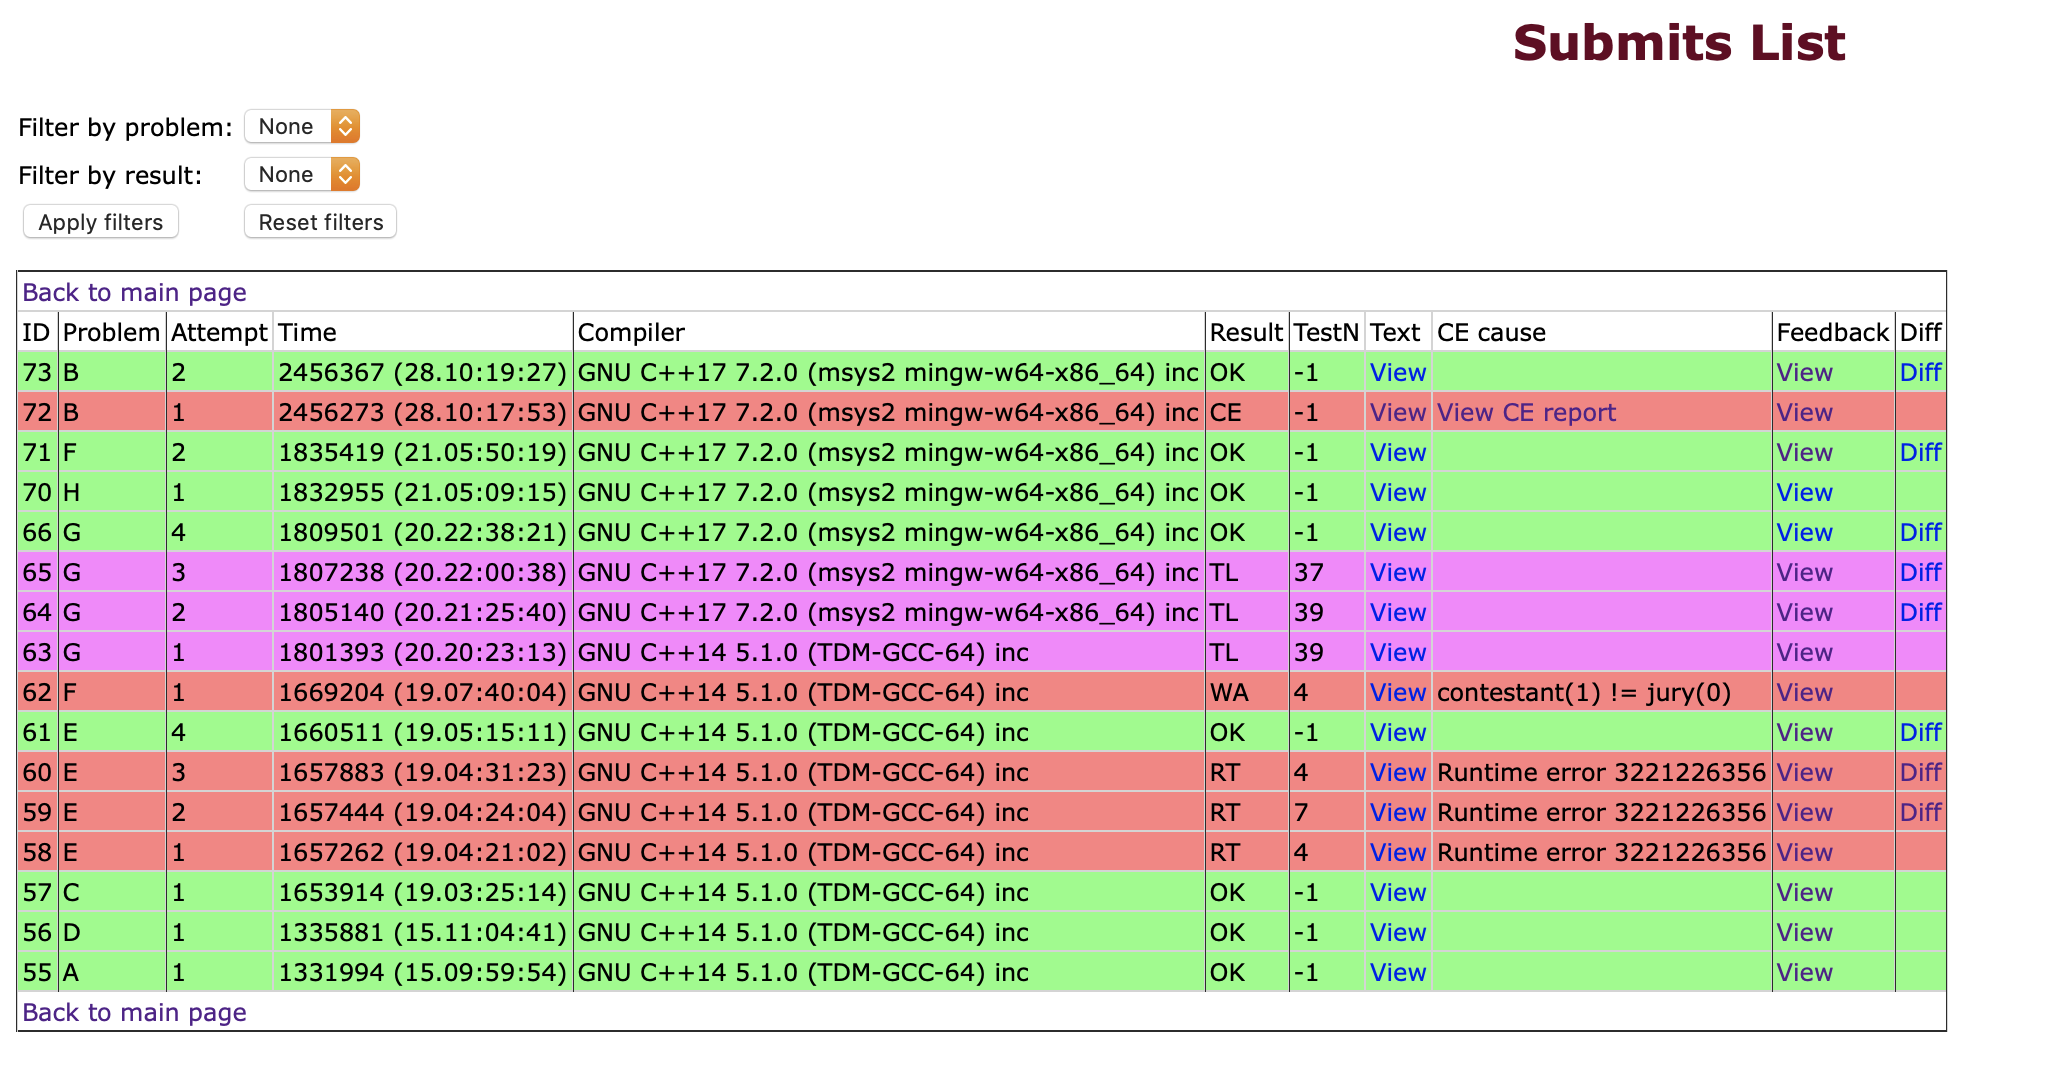 Submits List
Filter by problem: None
Filter by result: None
Apply filters Reset filters
Back to main page
ID Problem Attempt Time Compiler Result TestN Text CE cause Feedback Diff
73 B 2 2456367 (28.10:19:27) GNU C++17 7.2.0 (msys2 mingw-w64-x86_64) inc OK -1 View View Diff
72 B 1 2456273 (28.10:17:53) GNU C++17 7.2.0 (msys2 mingw-w64-x86_64) inc CE -1 View View CE report View
71 F 2 1835419 (21.05:50:19) GNU C++17 7.2.0 (msys2 mingw-w64-x86_64) inc OK -1 View View Diff
70 H 1 1832955 (21.05:09:15) GNU C++17 7.2.0 (msys2 mingw-w64-x86_64) inc OK -1 View View
66 G 4 1809501 (20.22:38:21) GNU C++17 7.2.0 (msys2 mingw-w64-x86_64) inc OK -1 View View Diff
65 G 3 1807238 (20.22:00:38) GNU C++17 7.2.0 (msys2 mingw-w64-x86_64) inc TL 37 View View Diff
64 G 2 1805140 (20.21:25:40) GNU C++17 7.2.0 (msys2 mingw-w64-x86_64) inc TL 39 View View Diff
63 G 1 1801393 (20.20:23:13) GNU C++14 5.1.0 (TDM-GCC-64) inc TL 39 View View
62 F 1 1669204 (19.07:40:04) GNU C++14 5.1.0 (TDM-GCC-64) inc WA 4 View contestant(1) != jury(0) View
61 E 4 1660511 (19.05:15:11) GNU C++14 5.1.0 (TDM-GCC-64) inc OK -1 View View Diff
60 E 3 1657883 (19.04:31:23) GNU C++14 5.1.0 (TDM-GCC-64) inc RT 4 View Runtime error 3221226356 View Diff
59 E 2 1657444 (19.04:24:04) GNU C++14 5.1.0 (TDM-GCC-64) inc RT 7 View Runtime error 3221226356 View Diff
58 E 1 1657262 (19.04:21:02) GNU C++14 5.1.0 (TDM-GCC-64) inc RT 4 View Runtime error 3221226356 View
57 C 1 1653914 (19.03:25:14) GNU C++14 5.1.0 (TDM-GCC-64) inc OK -1 View View
56 D 1 1335881 (15.11:04:41) GNU C++14 5.1.0 (TDM-GCC-64) inc OK -1 View View
55 A 1 1331994 (15.09:59:54) GNU C++14 5.1.0 (TDM-GCC-64) inc OK -1 View View
Back to main page